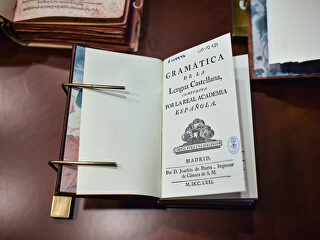 GRAMÁTICA
DE LA
Lengua Castellana,
COMPUESTA
POR LA REAL ACADEMIA
ESPAÑOLA.
MADRID.
Por D. Joachin de Ibarra, Impresor
de Cámara de S. M.
M.DCC.LXXI.